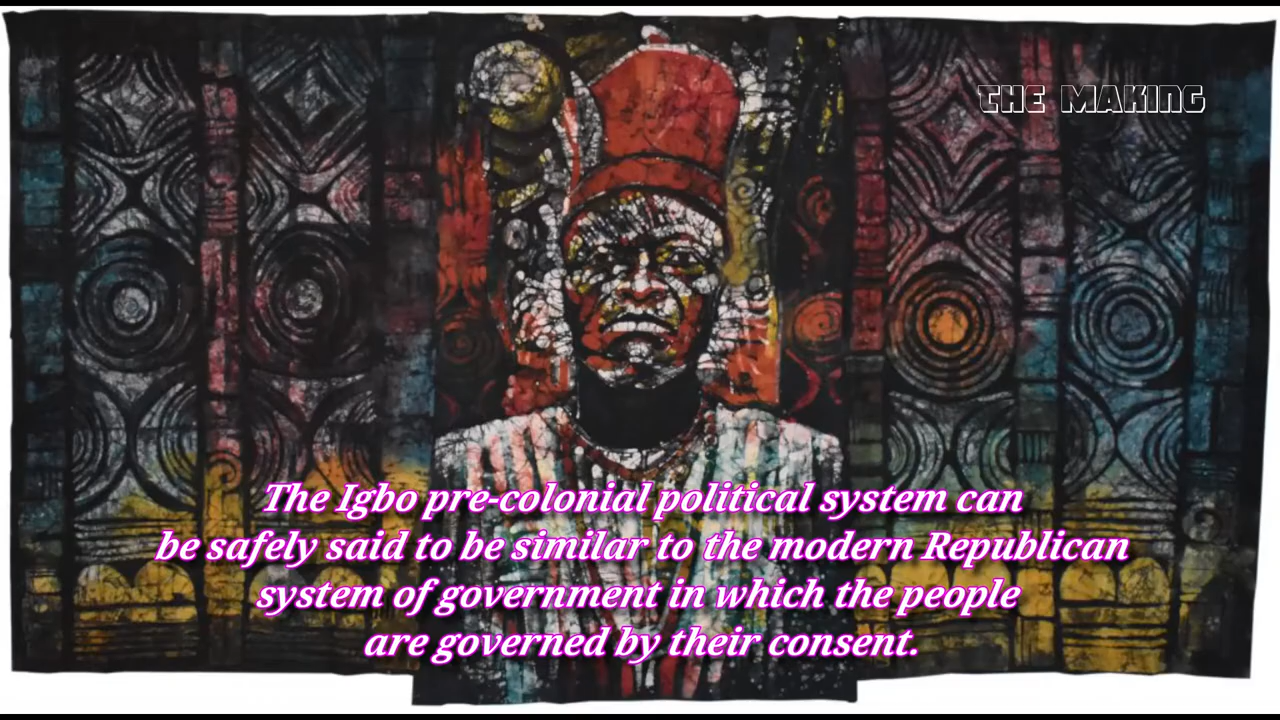 THE MAKING
The Igbo pre-colonial political system can
be safely said to be similar to the modern Republican
system of government in which the people
are governed by their consent.